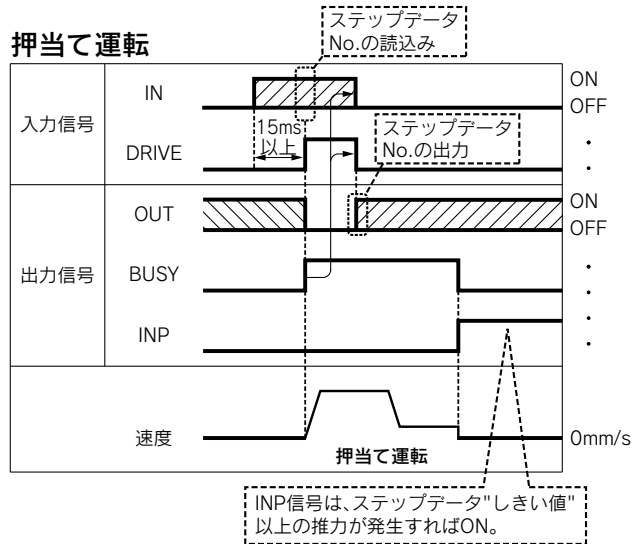 押当て運転
ステップデータ
No.の読込み
入力信号
IN
ON
OFF
15ms
以上
DRIVE
ステップデータ
No.の出力
出力信号
OUT
ON
OFF
BUSY
INP
速度
0mm/s
押当て運転
INP信号は、ステップデータ"しきい値"
以上の推力が発生すればON。